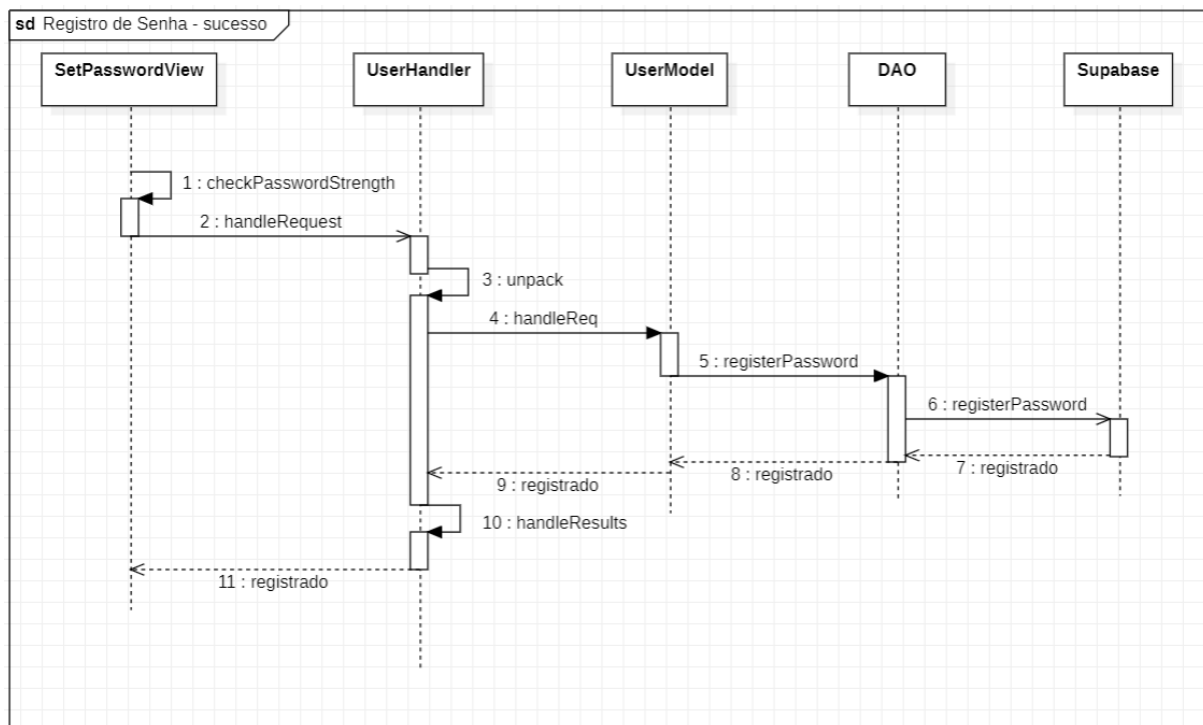 sd Registro de Senha - sucesso
SetPasswordView
UserHandler
UserModel
DAO
Supabase
1 : checkPasswordStrength
2 : handleRequest
3 : unpack
4 : handleReq
5 : registerPassword
6 : registerPassword
7 : registrado
8 : registrado
9 : registrado
10 : handleResults
11 : registrado